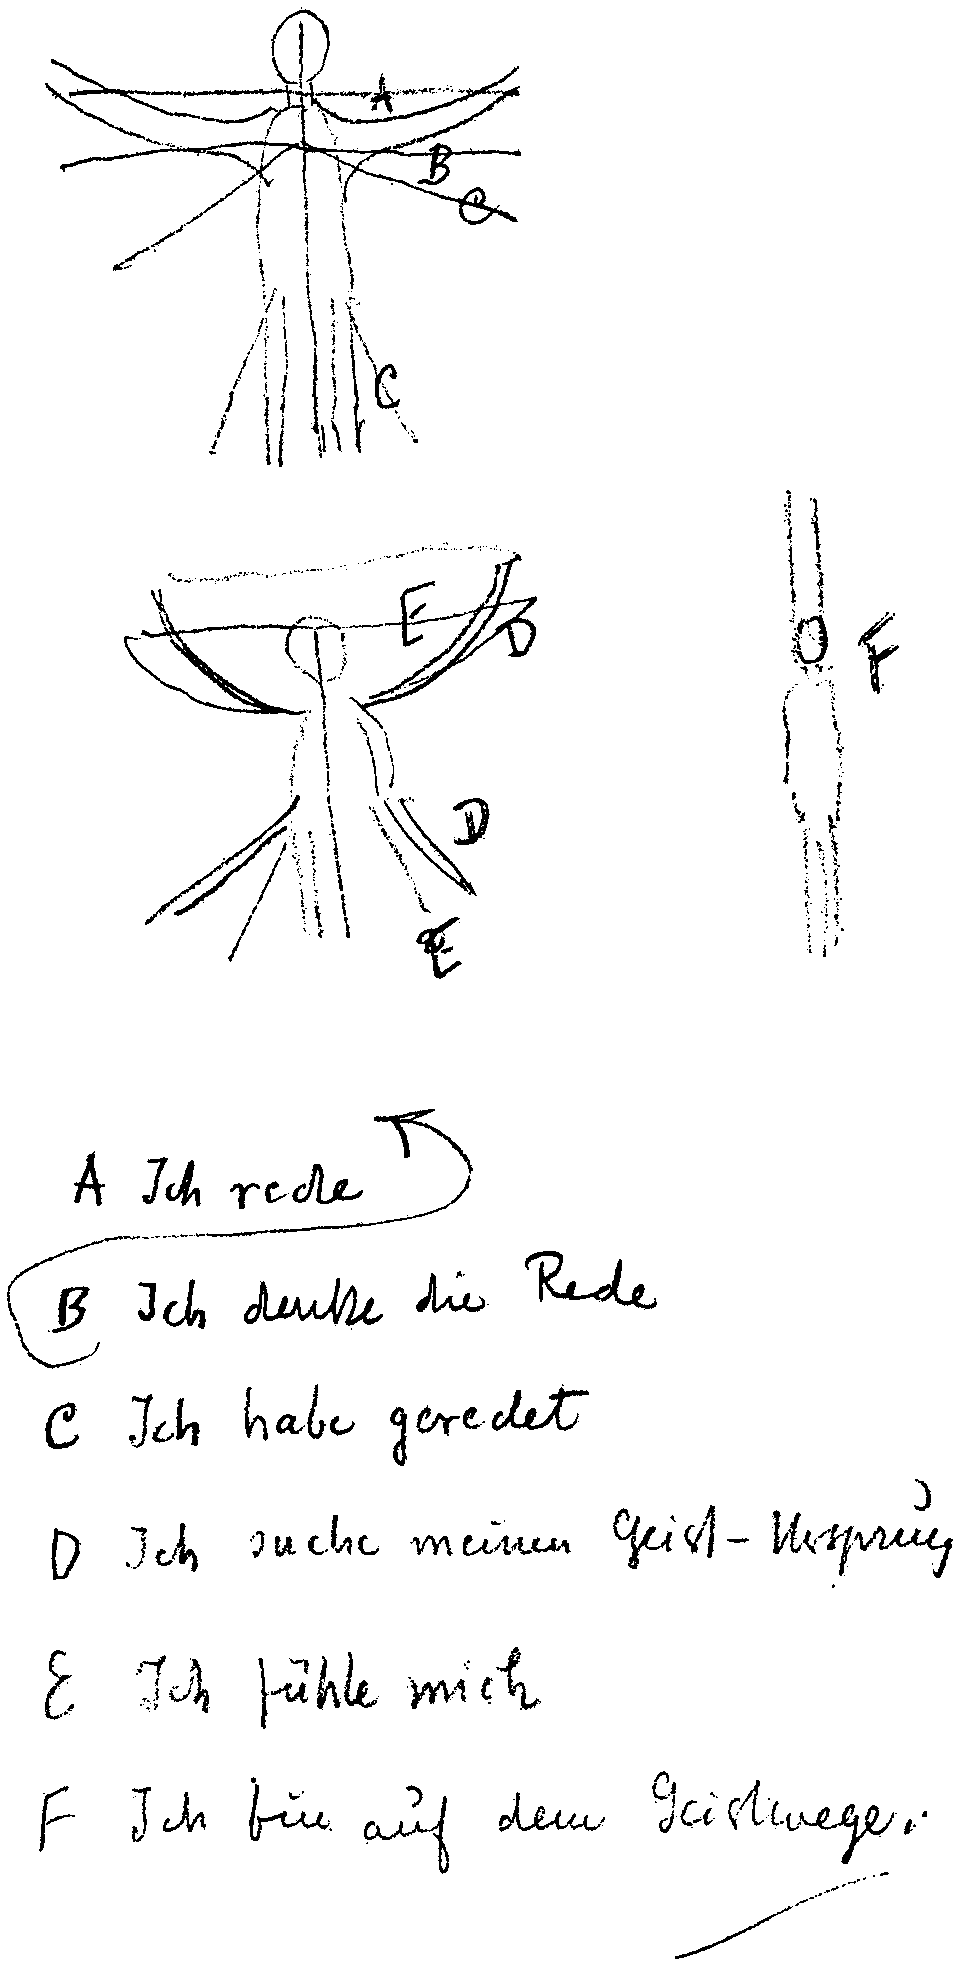 A
B
C
C
E
D
F
D
E
A Ich rede
B Ich denke die Rede
C Ich habe geredet
D Ich suche meinen Geist-Ursprung
E Ich fühle mich
F Ich bin auf dem Geistwege.